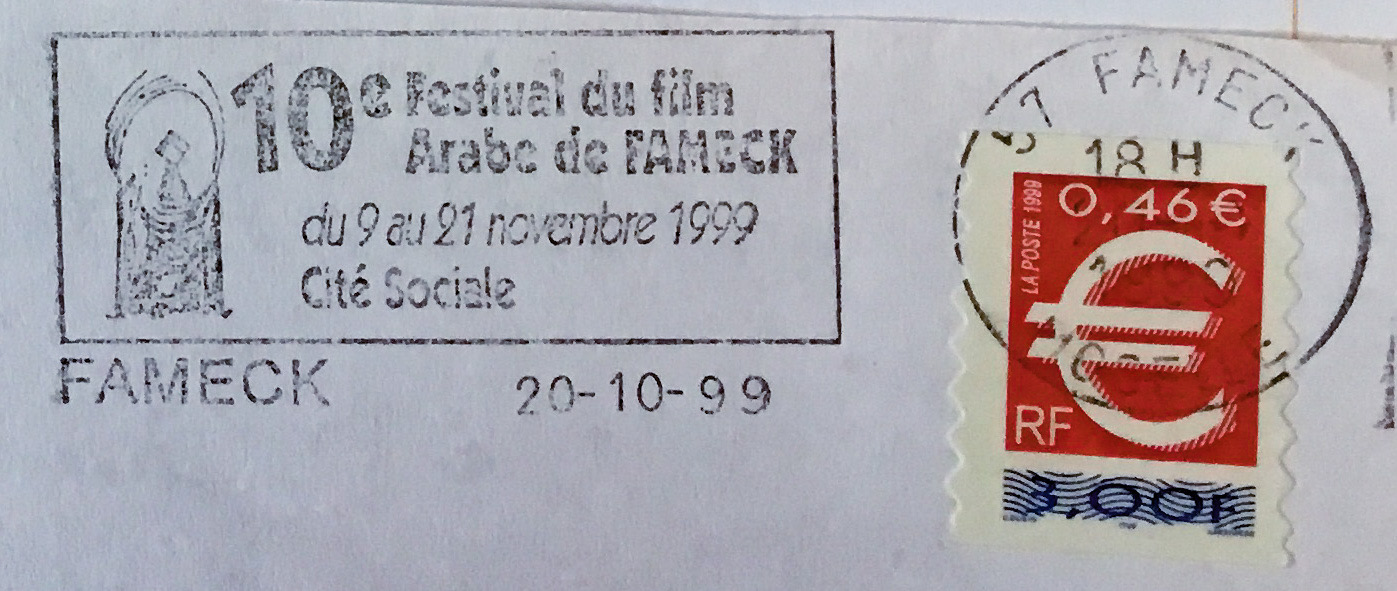 10e Festival du film
Arabe de FAMECK
du 9 au 21 novembre 1999
Cité Sociale
FAMECK 20-10-99
57 FAMECK
18 H
LA POSTE 1999
0,46 €
€
RF
3,00F